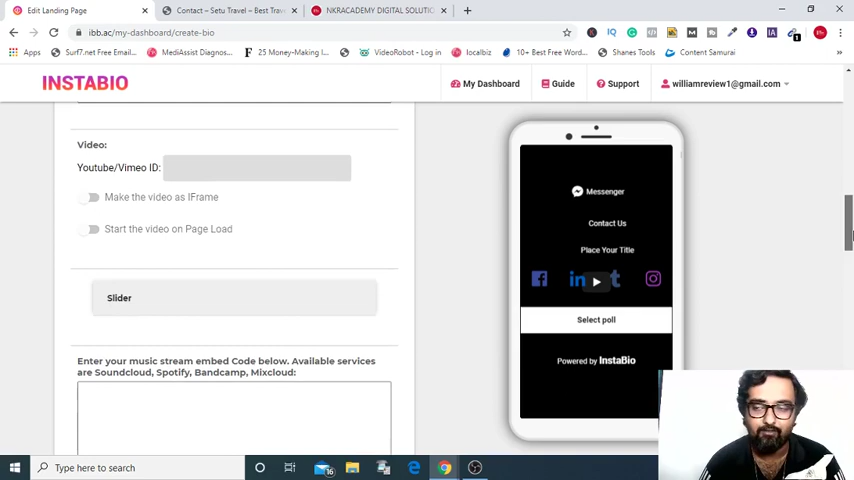 Edit Landing Page
Contact – Setu Travel – Best Trave
NKRACADEMY DIGITAL SOLUTIO
ibb.ac/my-dashboard/create-bio
Apps
Surf7.net Free Email...
MediAssist Diagnos...
25 Money-Making I...
VideoRobot - Log in
localbiz
10+ Best Free Word...
Shanes Tools
Content Samurai
INSTABIO
My Dashboard
Guide
Support
williamreview1@gmail.com
Video:
Youtube/Vimeo ID:
Make the video as IFrame
Start the video on Page Load
Slider
Enter your music stream embed Code below. Available services
are Soundcloud, Spotify, Bandcamp, Mixcloud:
Messenger
Contact Us
Place Your Title
Select poll
Powered by InstaBio
Type here to search
16